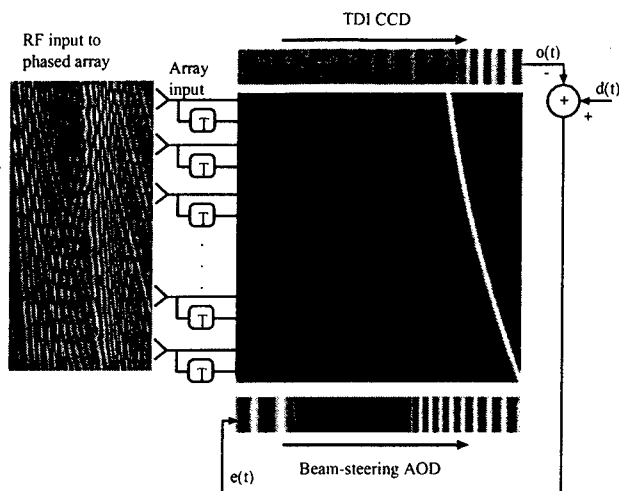 TDI CCD
RF input to
phased array
Array
input
o(t)
-
+
d(t)
+
T
T
T
T
T
e(t)
Beam-steering AOD